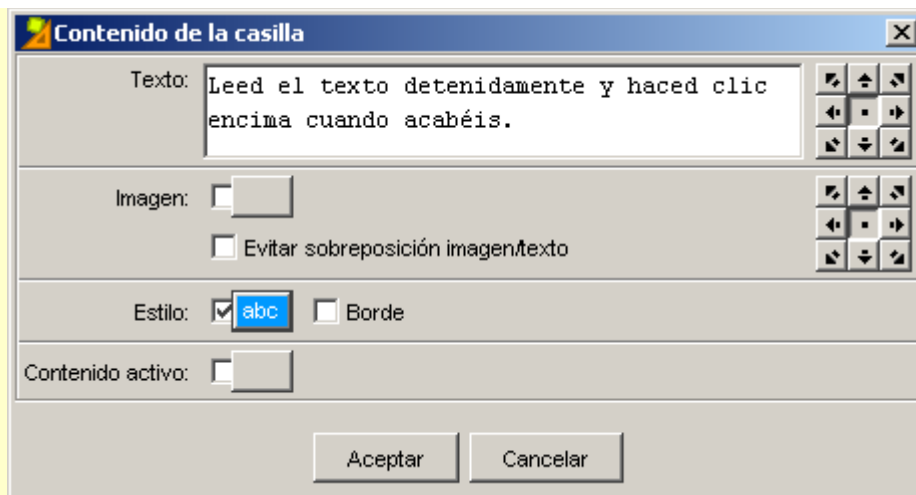 Contenido de la casilla
Texto:
Leed el texto detenidamente y haced clic
encima cuando acabéis.
Imagen:
Evitar sobreposición imagen/texto
Estilo: abc Borde
Contenido activo:
Aceptar Cancelar